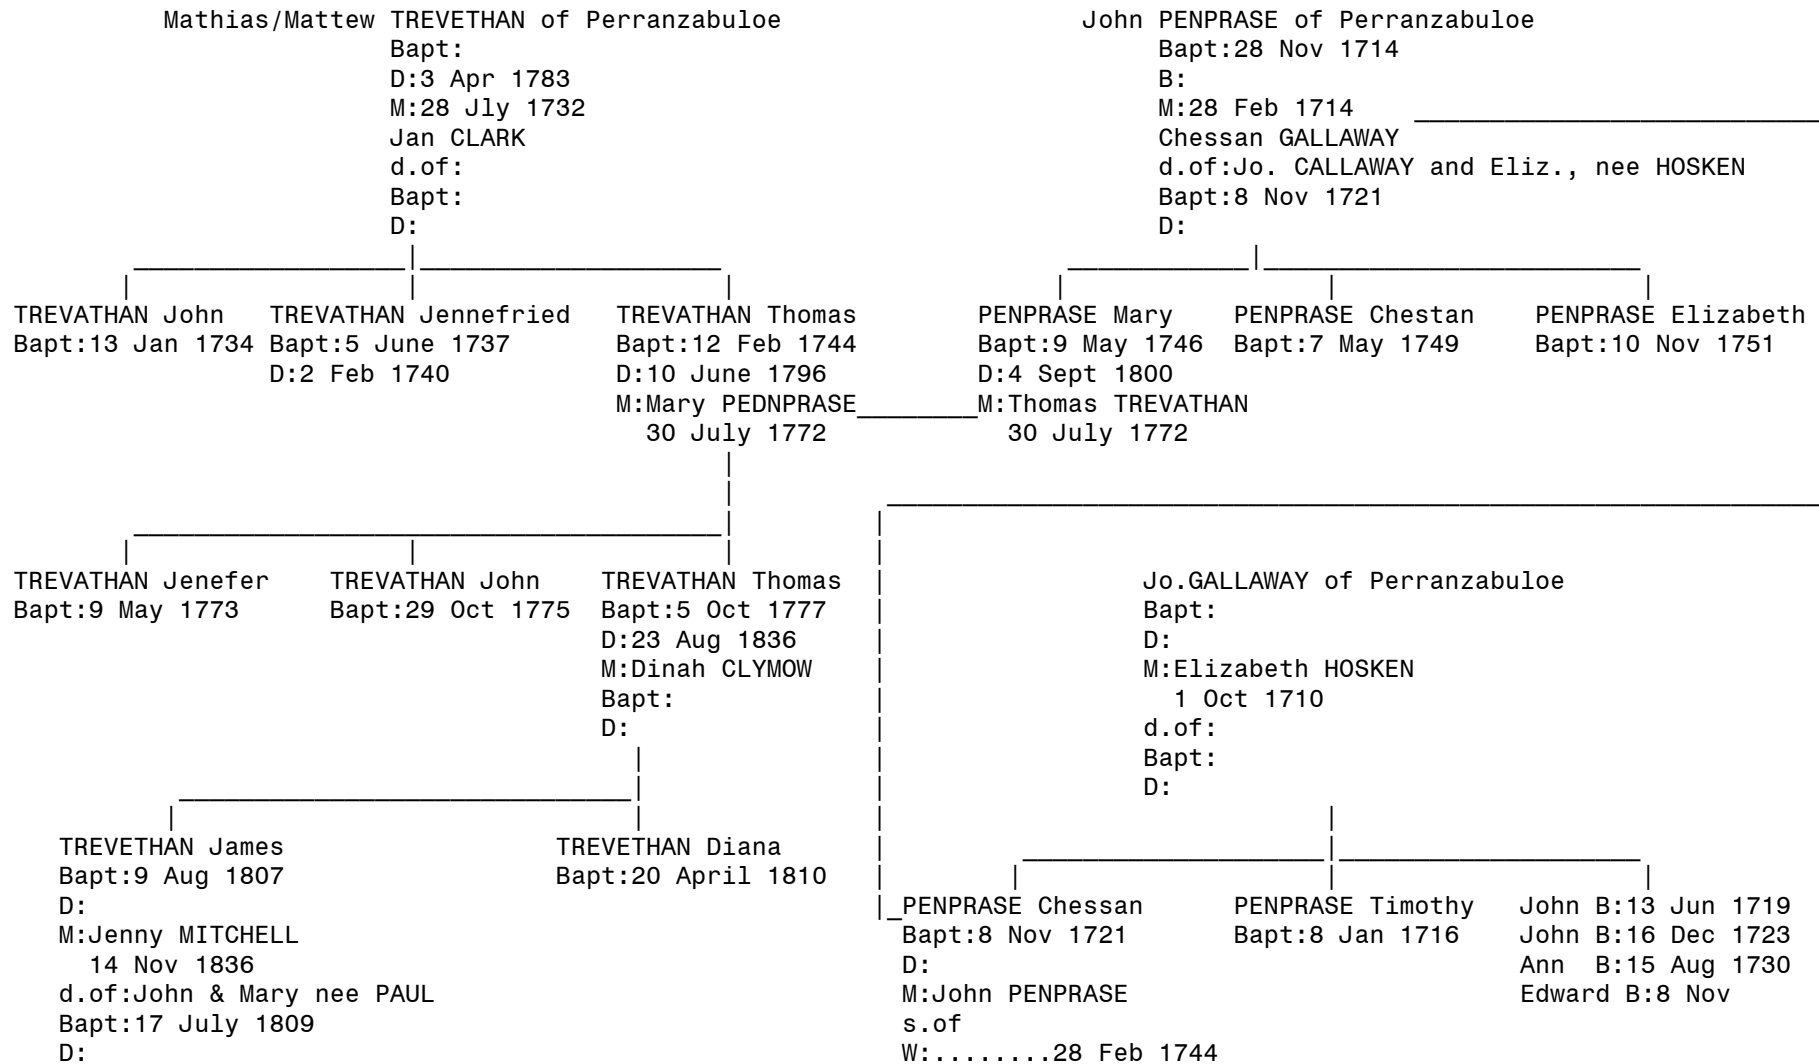 Mathias/Mattew TREVETHAN of Perranzabuloe
Bapt:
D:3 Apr 1783
M:28 Jly 1732
Jan CLARK
d.of:
Bapt:
D:
John PENPRASE of Perranzabuloe
Bapt:28 Nov 1714
B:
M:28 Feb 1714
Chessan GALLAWAY
d.of:Jo. CALLAWAY and Eliz., nee HOSKEN
Bapt:8 Nov 1721
D:
TREVATHAN John
Bapt:13 Jan 1734
TREVATHAN Jennefried
Bapt:5 June 1737
D:2 Feb 1740
TREVATHAN Thomas
Bapt:12 Feb 1744
D:10 June 1796
M:Mary PEDNPRASE
30 July 1772
PENPRASE Mary
Bapt:9 May 1746
D:4 Sept 1800
M:Thomas TREVATHAN
30 July 1772
PENPRASE Chestan
Bapt:7 May 1749
PENPRASE Elizabeth
Bapt:10 Nov 1751
TREVATHAN Jenefer
Bapt:9 May 1773
TREVATHAN John
Bapt:29 Oct 1775
TREVATHAN Thomas
Bapt:5 Oct 1777
D:23 Aug 1836
M:Dinah CLYMOW
Bapt:
D:
Jo.GALLAWAY of Perranzabuloe
Bapt:
D:
M:Elizabeth HOSKEN
1 Oct 1710
d.of:
Bapt:
D:
TREVETHAN James
Bapt:9 Aug 1807
D:
M:Jenny MITCHELL
14 Nov 1836
d.of:John & Mary nee PAUL
Bapt:17 July 1809
D:
TREVETHAN Diana
Bapt:20 April 1810
PENPRASE Chessan
Bapt:8 Nov 1721
D:
M:John PENPRASE
s.of
W:........28 Feb 1744
PENPRASE Timothy
Bapt:8 Jan 1716
John B:13 Jun 1719
John B:16 Dec 1723
Ann B:15 Aug 1730
Edward B:8 Nov